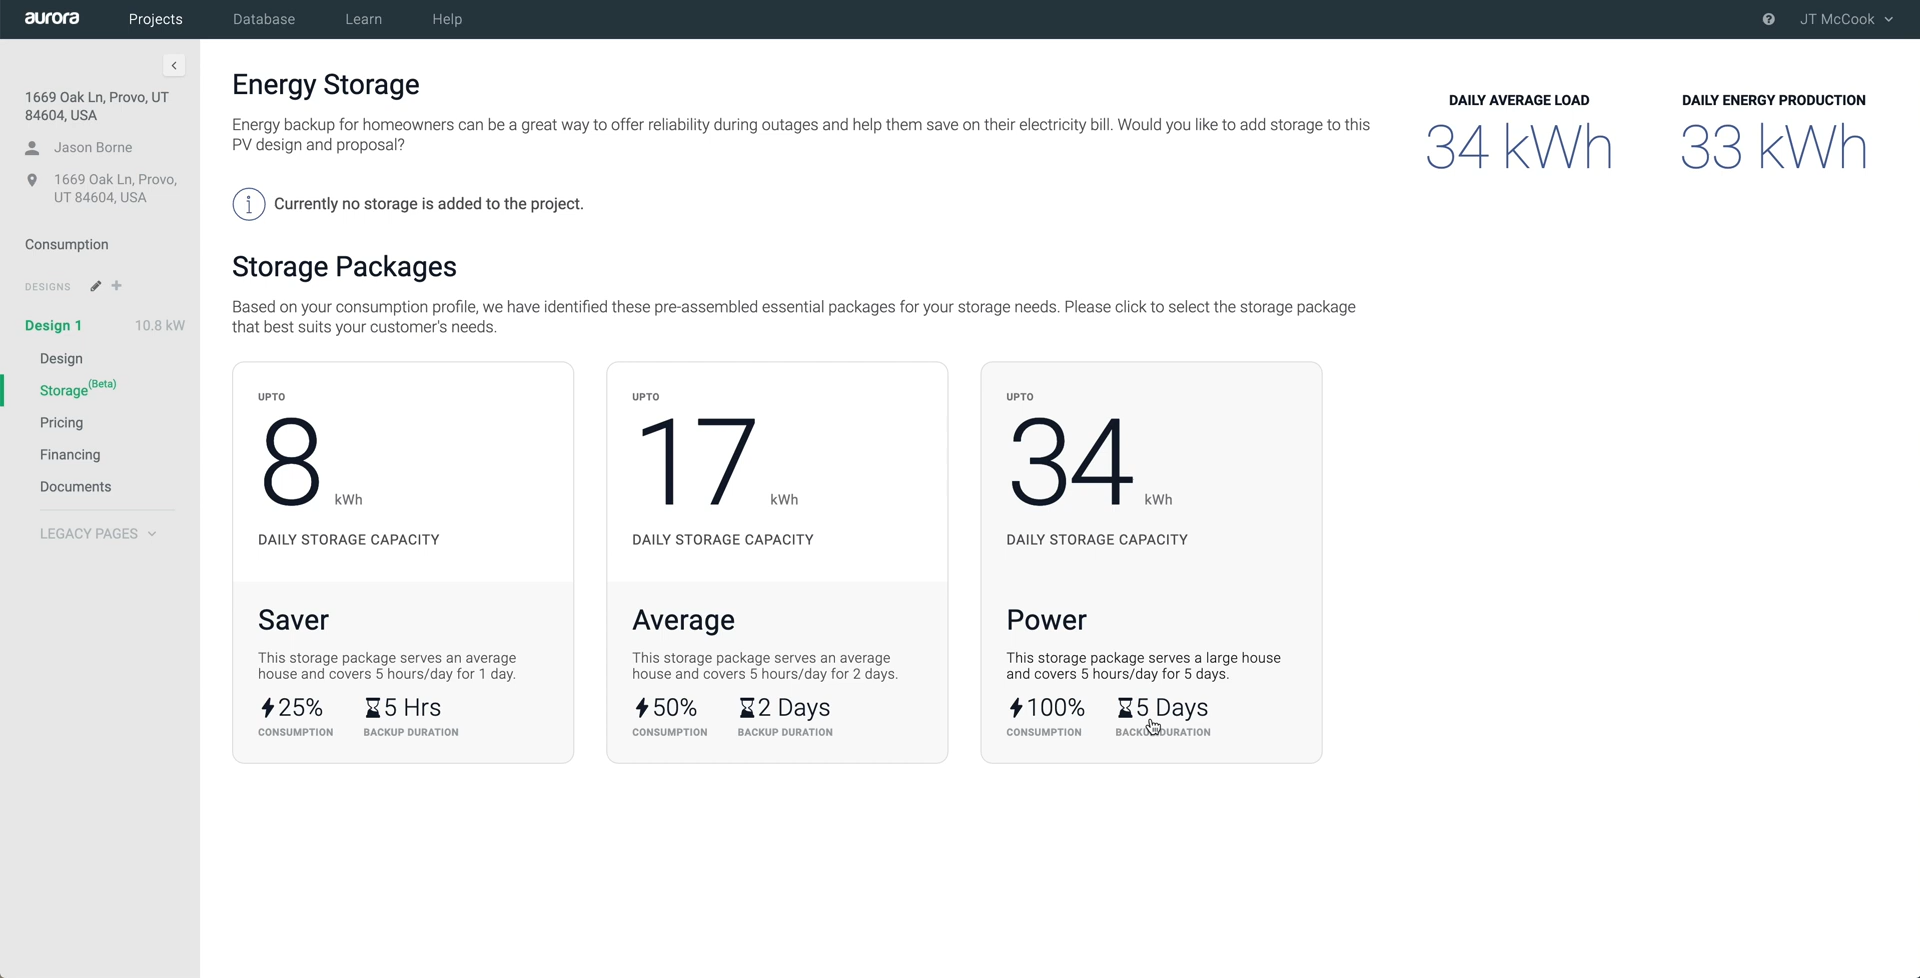 aurora Projects Database Learn Help JT McCook
1669 Oak Ln, Provo, UT
84604, USA
Jason Borne
1669 Oak Ln, Provo,
UT 84604, USA
Consumption
DESIGNS
Design 1 10.8 kW
Design
Storage(Beta)
Pricing
Financing
Documents
LEGACY PAGES
Energy Storage
Energy backup for homeowners can be a great way to offer reliability during outages and help them save on their electricity bill. Would you like to add storage to this
PV design and proposal?
DAILY AVERAGE LOAD
34 kWh
DAILY ENERGY PRODUCTION
33 kWh
Currently no storage is added to the project.
Storage Packages
Based on your consumption profile, we have identified these pre-assembled essential packages for your storage needs. Please click to select the storage package
that best suits your customer's needs.
UPTO
8 kWh
DAILY STORAGE CAPACITY
Saver
This storage package serves an average
house and covers 5 hours/day for 1 day.
25% 5 Hrs
CONSUMPTION BACKUP DURATION
UPTO
17 kWh
DAILY STORAGE CAPACITY
Average
This storage package serves an average
house and covers 5 hours/day for 2 days.
50% 2 Days
CONSUMPTION BACKUP DURATION
UPTO
34 kWh
DAILY STORAGE CAPACITY
Power
This storage package serves a large house
and covers 5 hours/day for 5 days.
100% 5 Days
CONSUMPTION BACKUP DURATION